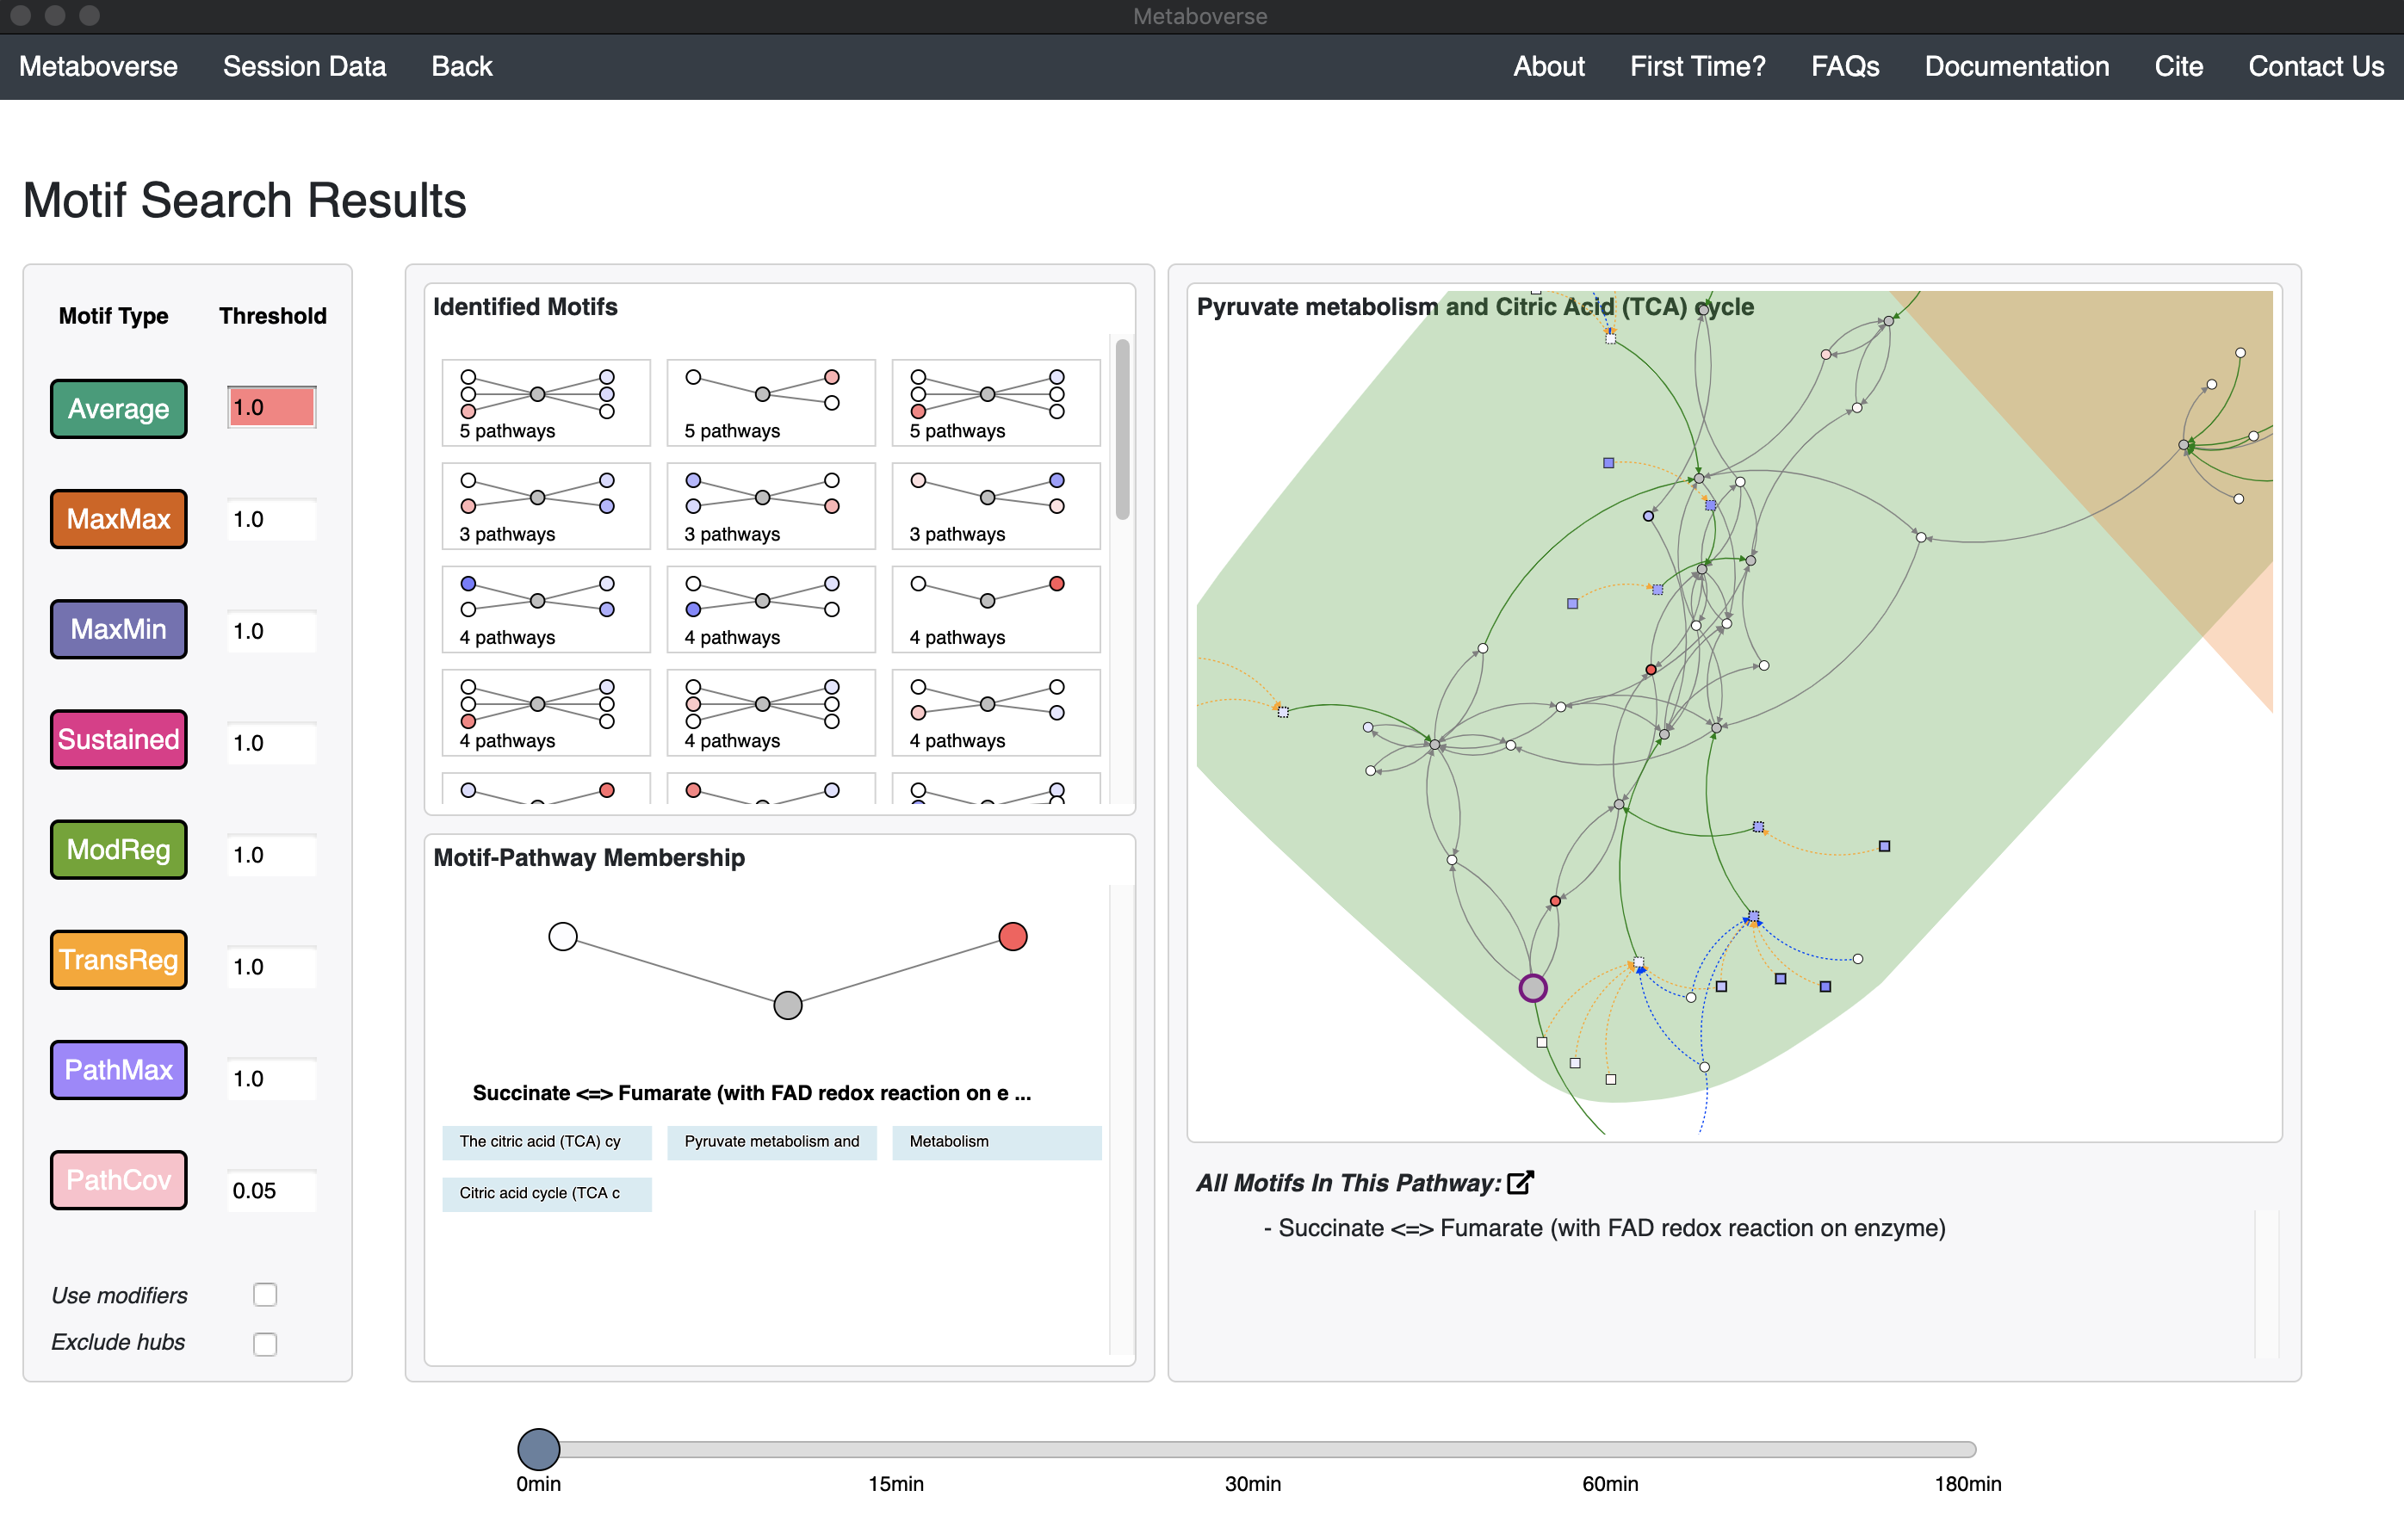 Metaboverse
Metaboverse Session Data Back About First Time? FAQs Documentation Cite Contact Us
Motif Search Results
Motif Type Threshold
Average 1.0
MaxMax 1.0
MaxMin 1.0
Sustained 1.0
ModReg 1.0
TransReg 1.0
PathMax 1.0
PathCov 0.05
Use modifiers
Exclude hubs
Identified Motifs
5 pathways 5 pathways 5 pathways
3 pathways 3 pathways 3 pathways
4 pathways 4 pathways 4 pathways
4 pathways 4 pathways 4 pathways
Motif-Pathway Membership
Succinate <=> Fumarate (with FAD redox reaction on e ...
The citric acid (TCA) cy Pyruvate metabolism and Metabolism
Citric acid cycle (TCA c
Pyruvate metabolism and Citric Acid (TCA) cycle
All Motifs In This Pathway:
- Succinate <=> Fumarate (with FAD redox reaction on enzyme)
0min 15min 30min 60min 180min